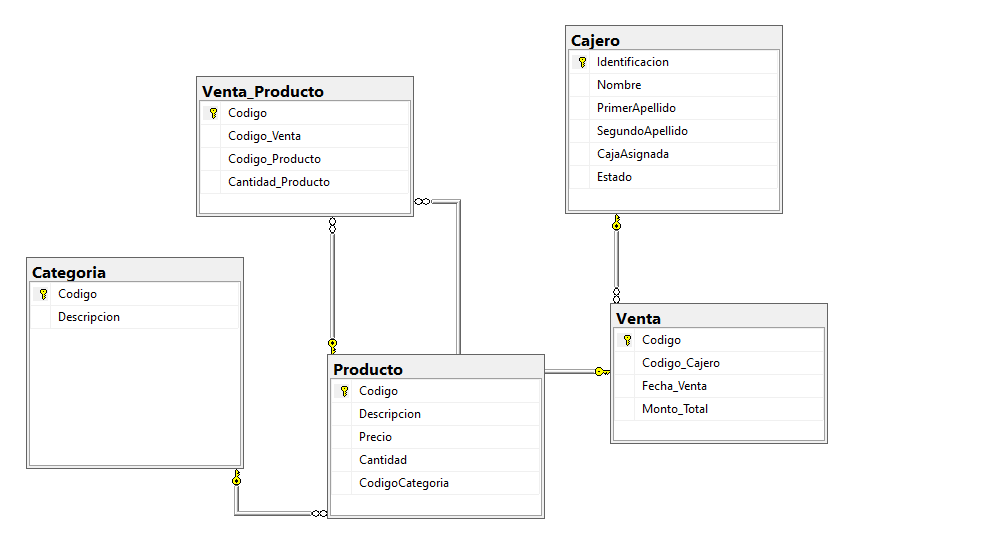 Cajero
Identificacion
Nombre
PrimerApellido
SegundoApellido
CajaAsignada
Estado
Venta_Producto
Codigo
Codigo_Venta
Codigo_Producto
Cantidad_Producto
Categoria
Codigo
Descripcion
Venta
Codigo
Codigo_Cajero
Fecha_Venta
Monto_Total
Producto
Codigo
Descripcion
Precio
Cantidad
CodigoCategoria